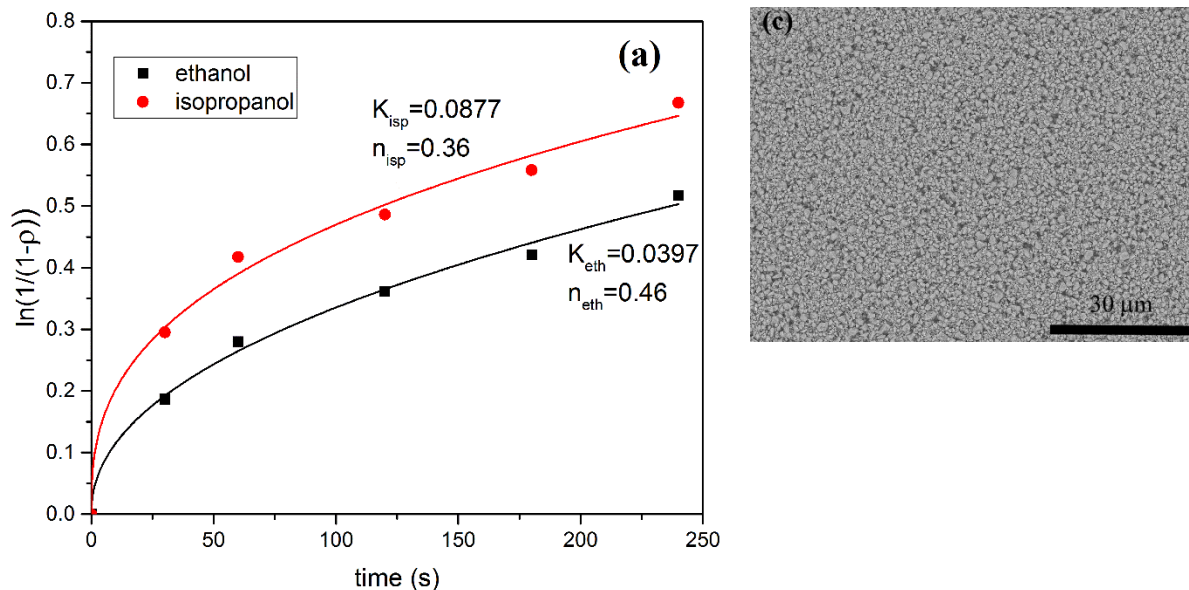 0.8
0.7
0.6
0.5
0.4
0.3
0.2
0.1
0.0
ln(1/(1-ρ))
0
50
100
150
200
250
time (s)
ethanol
isopropanol
(a)
K_isp=0.0877
n_isp=0.36
K_eth=0.0397
n_eth=0.46
(c)
30 μm